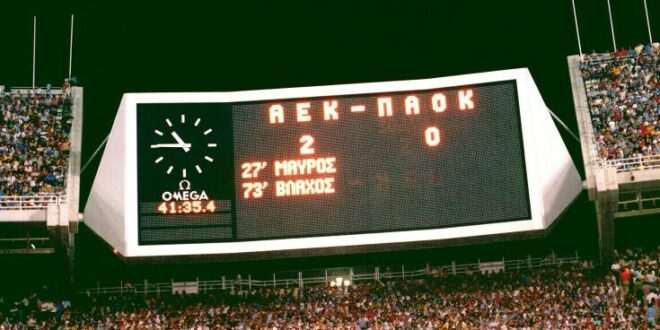 ΑΕΚ-ΠΑΟΚ
2 0
27' ΜΑΥΡΟΣ
73' ΒΛΑΧΟΣ
Ω
OMEGA
41:35.4